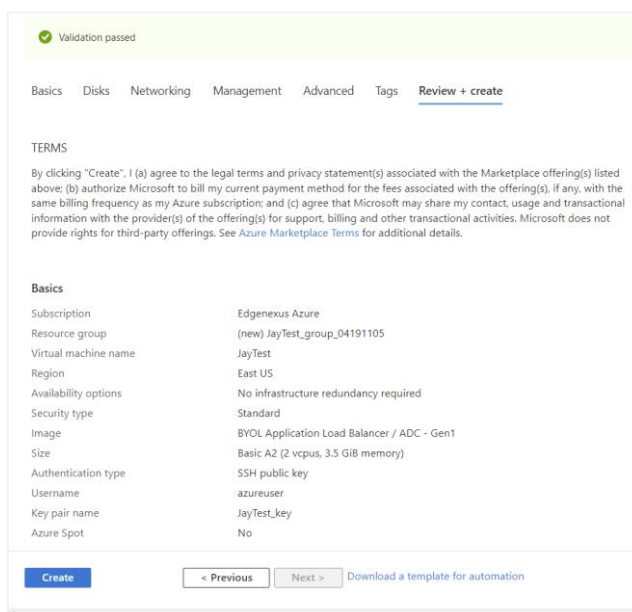 Validation passed
Basics Disks Networking Management Advanced Tags Review + create
TERMS
By clicking "Create", I (a) agree to the legal terms and privacy statement(s) associated with the Marketplace offering(s) listed
above; (b) authorize Microsoft to bill my current payment method for the fees associated with the offering(s), if any, with the
same billing frequency as my Azure subscription; and (c) agree that Microsoft may share my contact, usage and transactional
information with the provider(s) of the offering(s) for support, billing and other transactional activities. Microsoft does not
provide rights for third-party offerings. See Azure Marketplace Terms for additional details.
Basics
Subscription Edgenexus Azure
Resource group (new) JayTest_group_04191105
Virtual machine name JayTest
Region East US
Availability options No infrastructure redundancy required
Security type Standard
Image BYOL Application Load Balancer / ADC - Gen1
Size Basic A2 (2 vcpus, 3.5 GiB memory)
Authentication type SSH public key
Username azureuser
Key pair name JayTest_key
Azure Spot No
Create < Previous Next > Download a template for automation